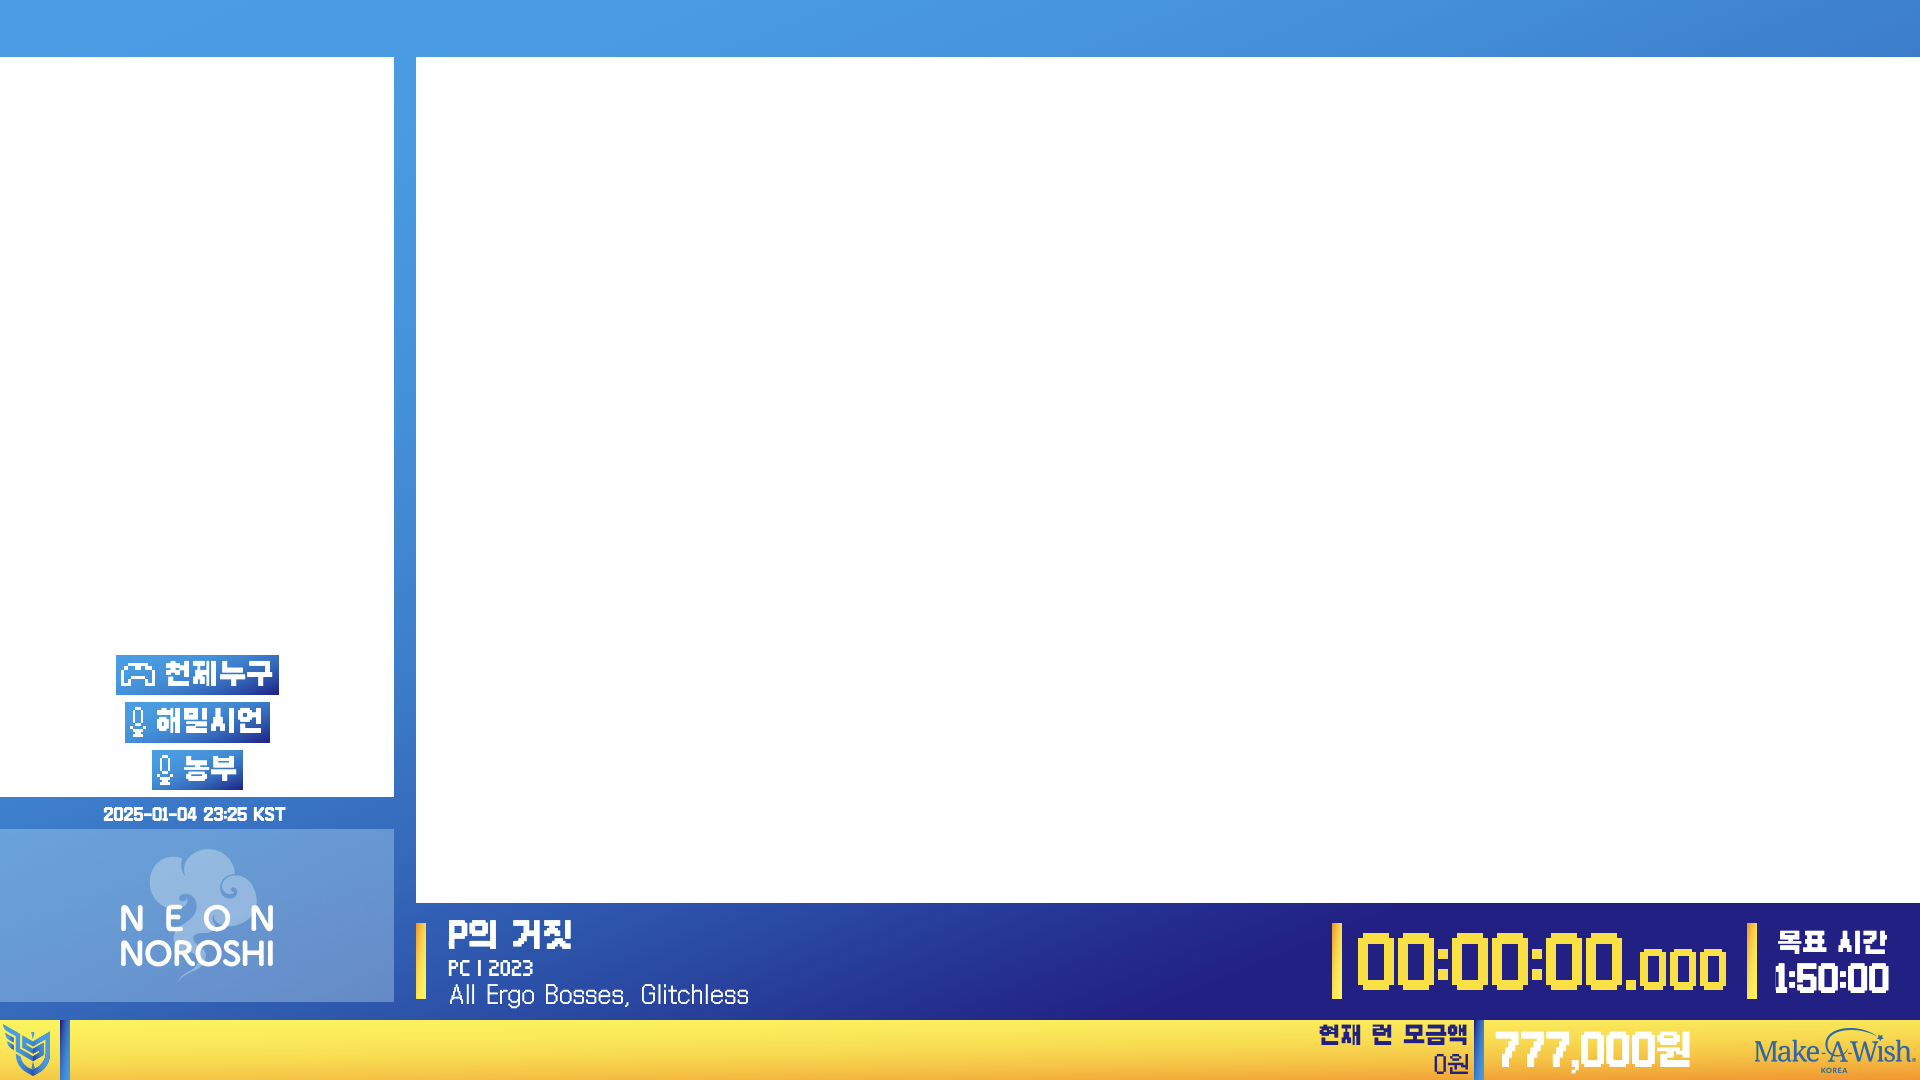 천제누구
해밀시언
농부
2025-01-04 23:25 KST
NEON
NOROSHI
P의 거짓
PC | 2023
All Ergo Bosses, Glitchless
00:00:00.000
목표 시간
1:50:00
현재 런 모금액
0원
777,000원
Make-A-Wish.
KOREA